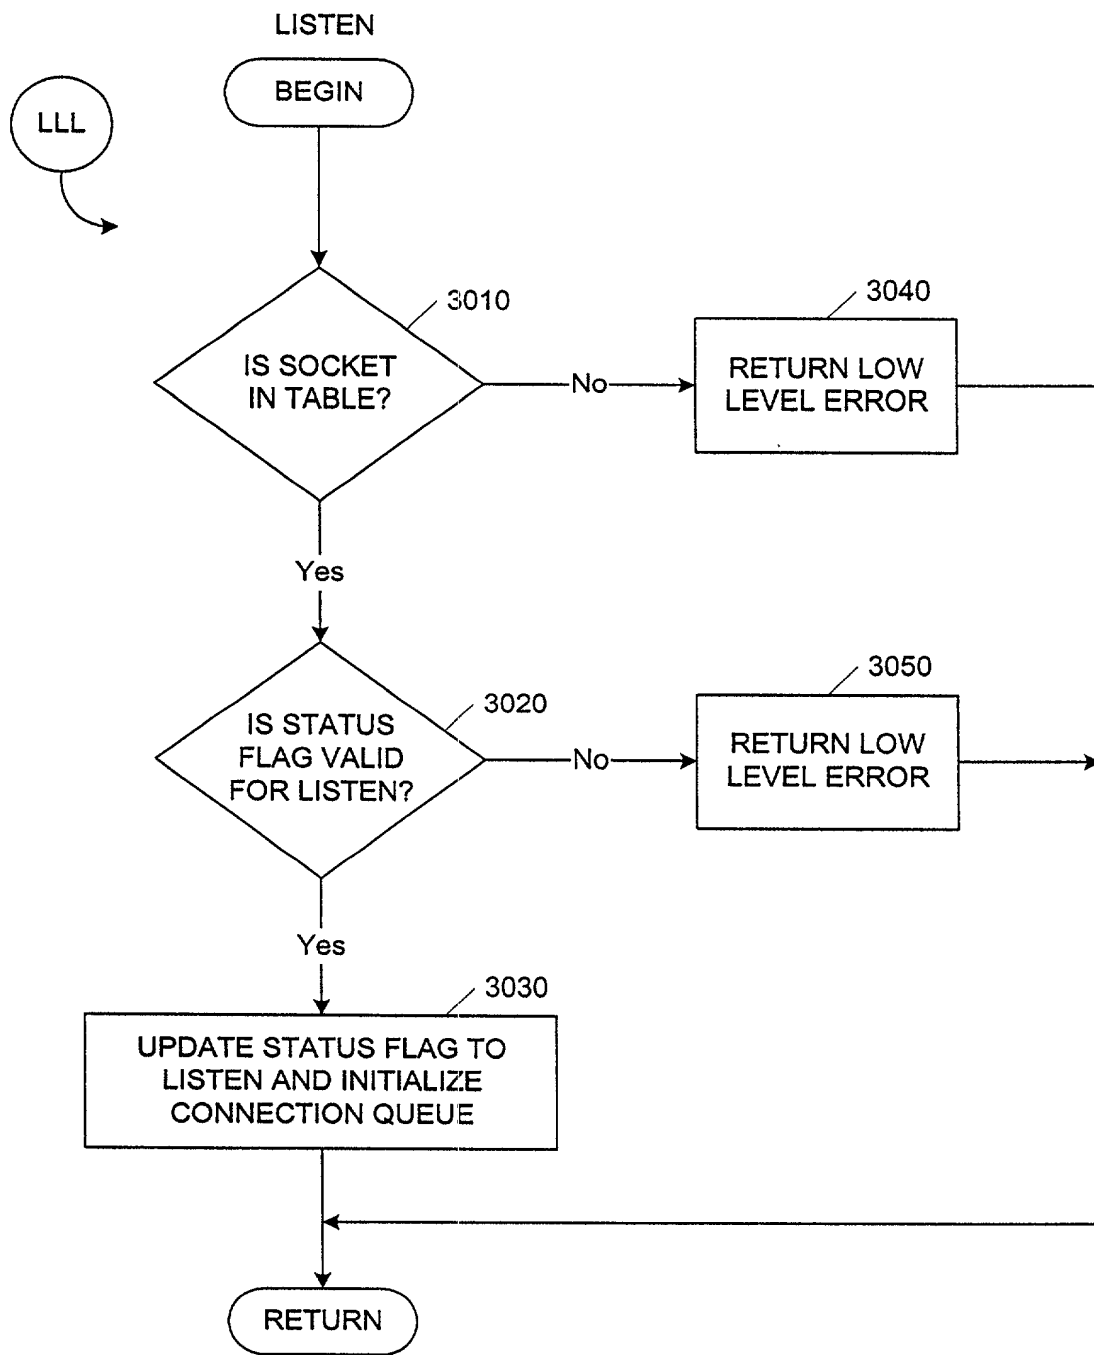 LISTEN
BEGIN
LLL
3010
IS SOCKET
IN TABLE?
No
3040
RETURN LOW
LEVEL ERROR
Yes
3020
IS STATUS
FLAG VALID
FOR LISTEN?
No
3050
RETURN LOW
LEVEL ERROR
Yes
3030
UPDATE STATUS FLAG TO
LISTEN AND INITIALIZE
CONNECTION QUEUE
RETURN